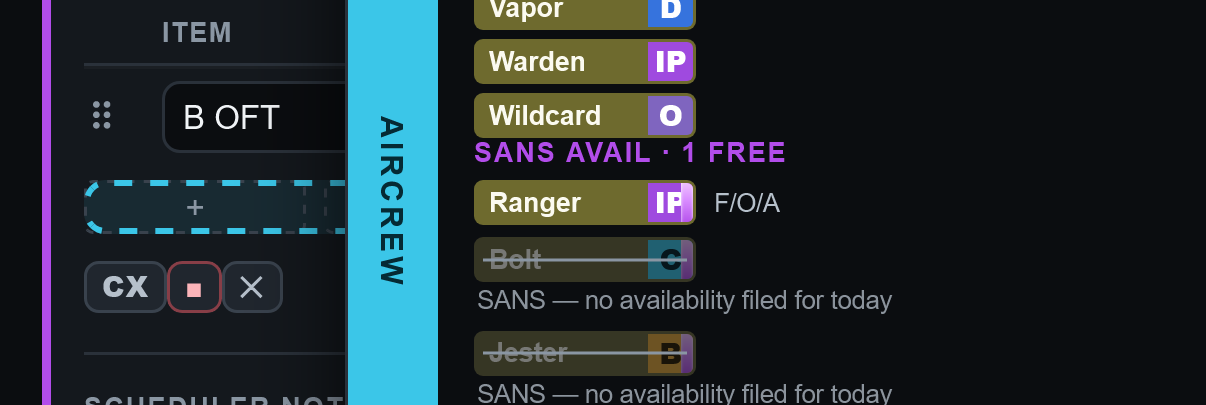 ITEM
B OFT
+
CX
SCHEDULER NOT
AIRCREW
Vapor D
Warden IP
Wildcard O
SANS AVAIL · 1 FREE
Ranger IP F/O/A
Bolt C
SANS — no availability filed for today
Jester B
SANS — no availability filed for today